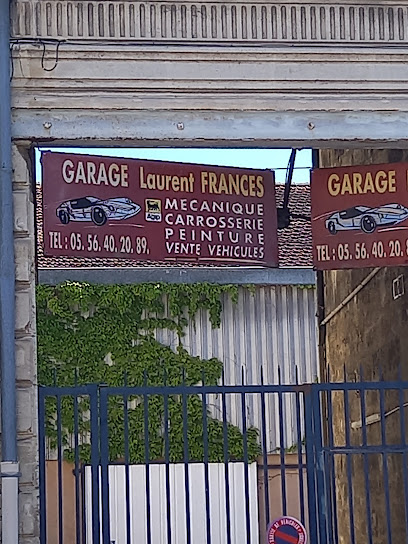 GARAGE Laurent FRANCES
Agip
MECANIQUE
CARROSSERIE
PEINTURE
VENTE VEHICULES
TEL : 05. 56. 40. 20. 89.
GARAGE
TEL : 05. 56. 40. 20.